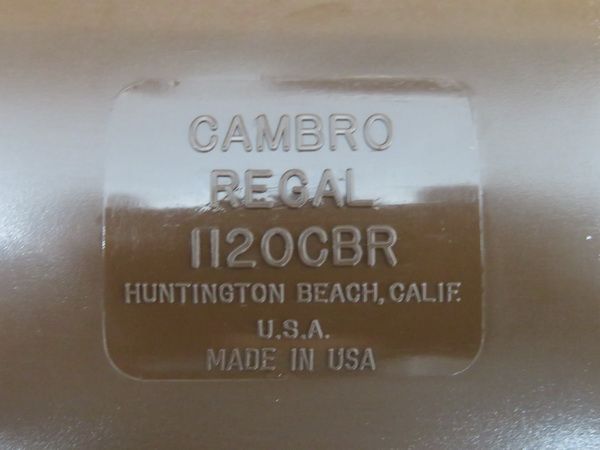 CAMBRO
REGAL
1120CBR
HUNTINGTON BEACH, CALIF.
U.S.A.
MADE IN USA